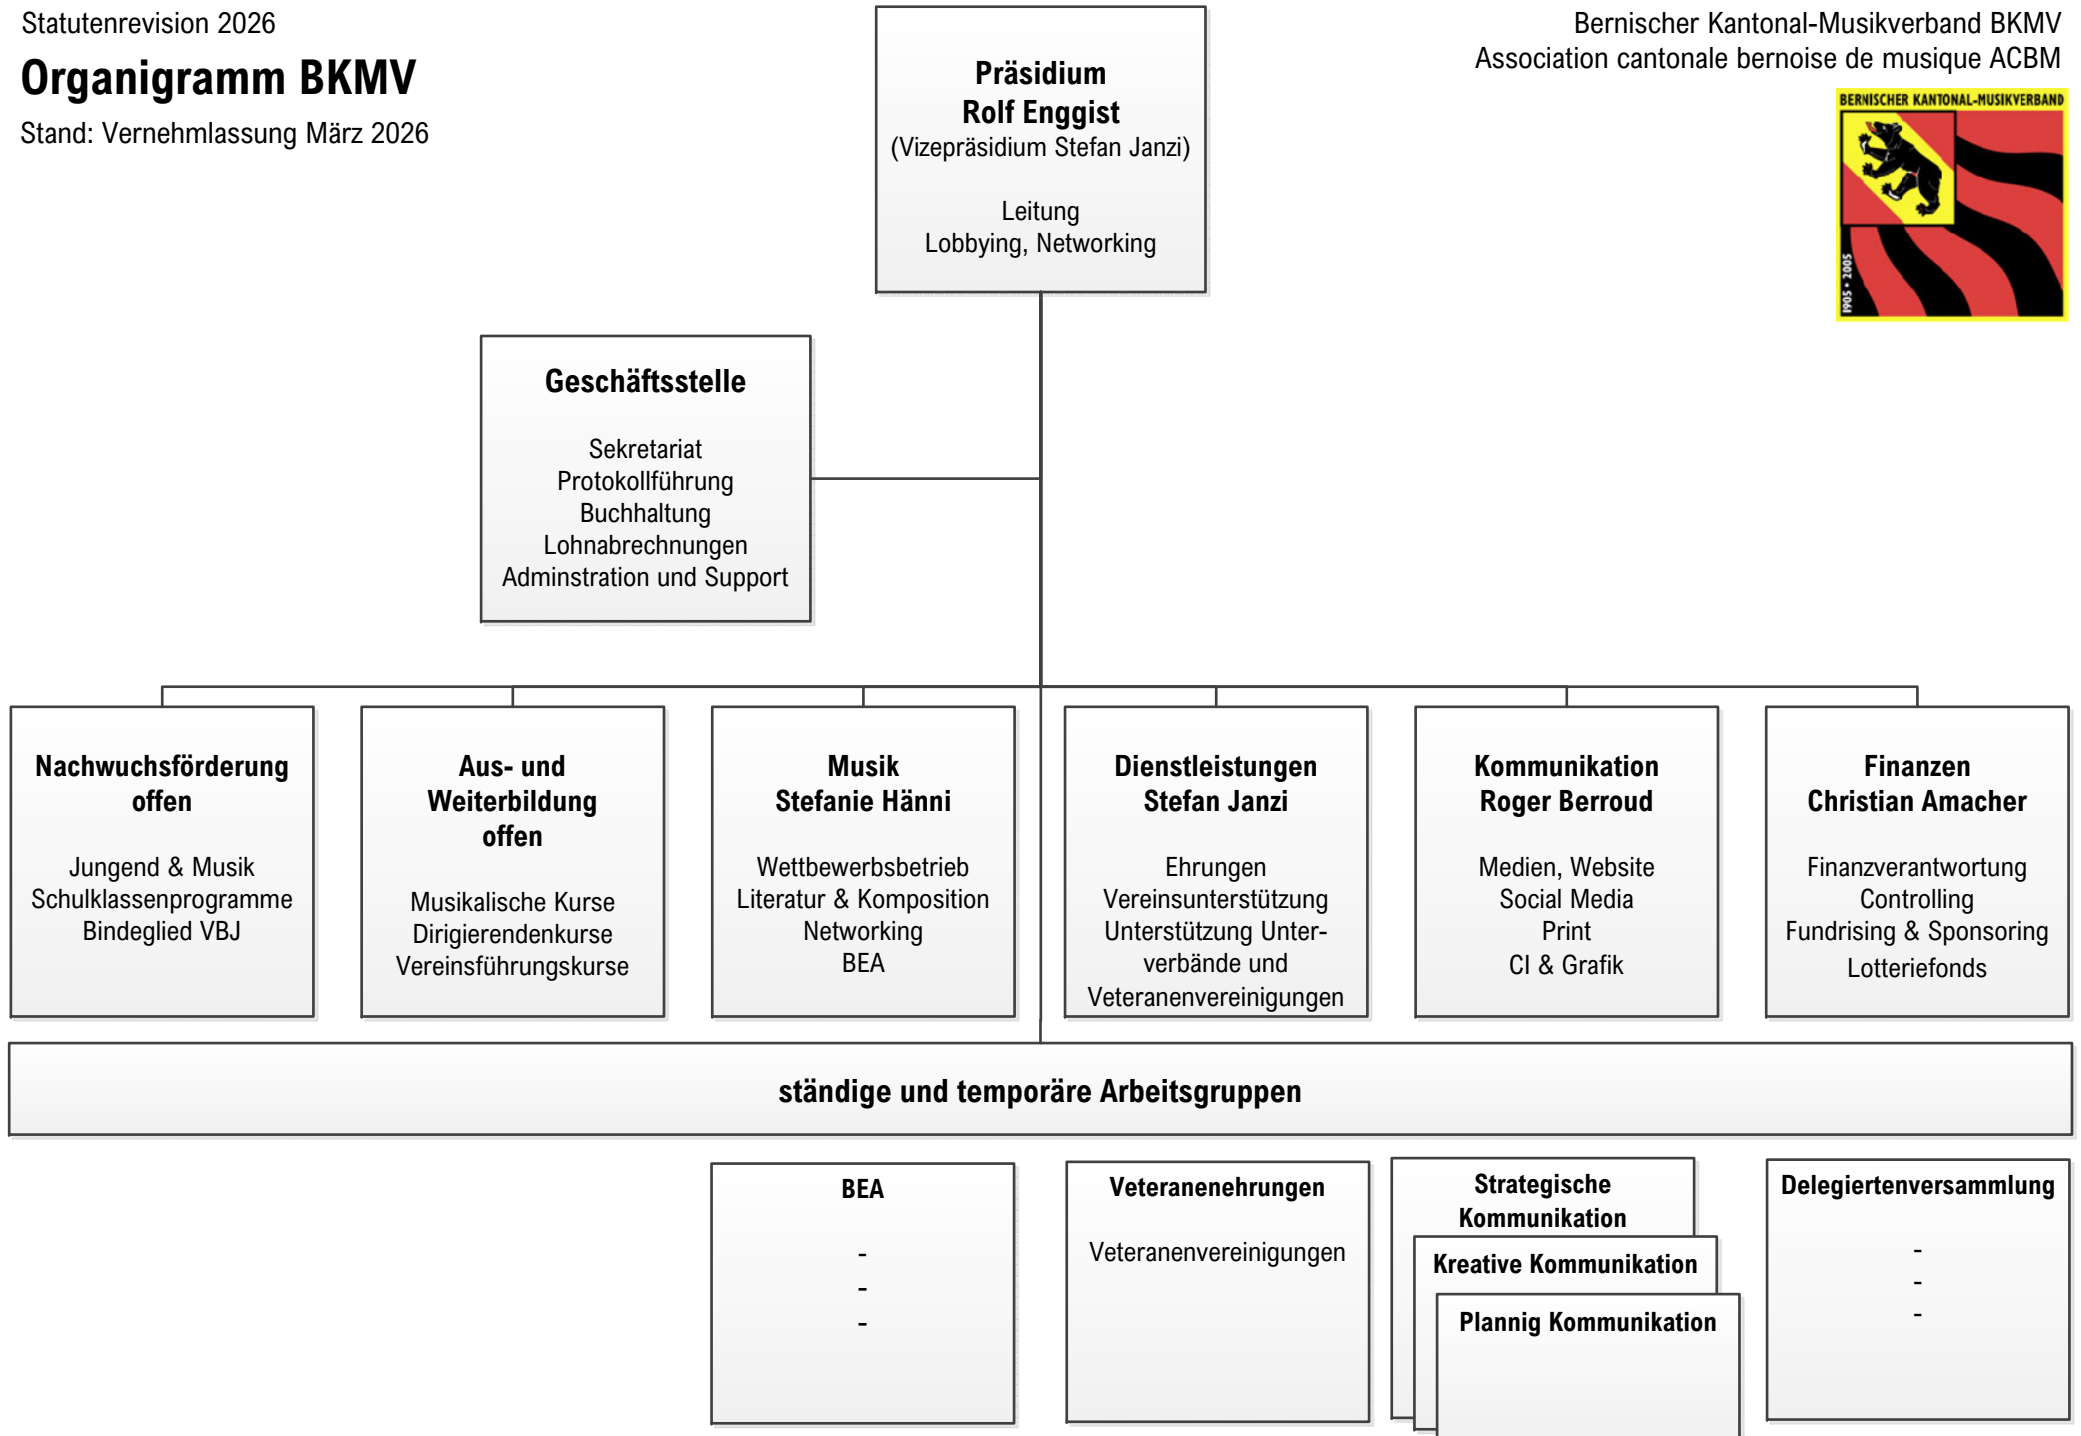 Statutenrevision 2026
Organigramm BKMV
Stand: Vernehmlassung März 2026
Bernischer Kantonal-Musikverband BKMV
Association cantonale bernoise de musique ACBM
BERNISCHER KANTONAL-MUSIKVERBAND
1905 • 2005
Präsidium
Rolf Enggist
(Vizepräsidium Stefan Janzi)
Leitung
Lobbying, Networking
Geschäftsstelle
Sekretariat
Protokollführung
Buchhaltung
Lohnabrechnungen
Adminstration und Support
Nachwuchsförderung
offen
Jungend & Musik
Schulklassenprogramme
Bindeglied VBJ
Aus- und
Weiterbildung
offen
Musikalische Kurse
Dirigierendenkurse
Vereinsführungskurse
Musik
Stefanie Hänni
Wettbewerbsbetrieb
Literatur & Komposition
Networking
BEA
Dienstleistungen
Stefan Janzi
Ehrungen
Vereinsunterstützung
Unterstützung Unter-
verbände und
Veteranenvereinigungen
Kommunikation
Roger Berroud
Medien, Website
Social Media
Print
CI & Grafik
Finanzen
Christian Amacher
Finanzverantwortung
Controlling
Fundrising & Sponsoring
Lotteriefonds
ständige und temporäre Arbeitsgruppen
BEA
-
-
-
Veteranenehrungen
Veteranenvereinigungen
Strategische
Kommunikation
Kreative Kommunikation
Plannig Kommunikation
Delegiertenversammlung
-
-
-